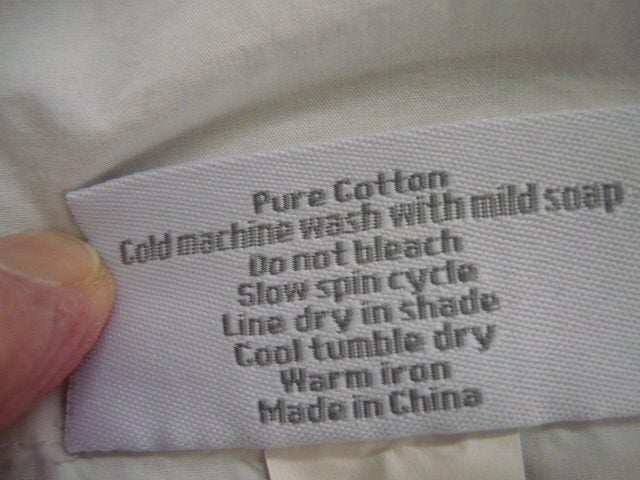 Pure Cotton
Cold machine wash with mild soap
Do not bleach
Slow spin cycle
Line dry in shade
Cool tumble dry
Warm iron
Made in China